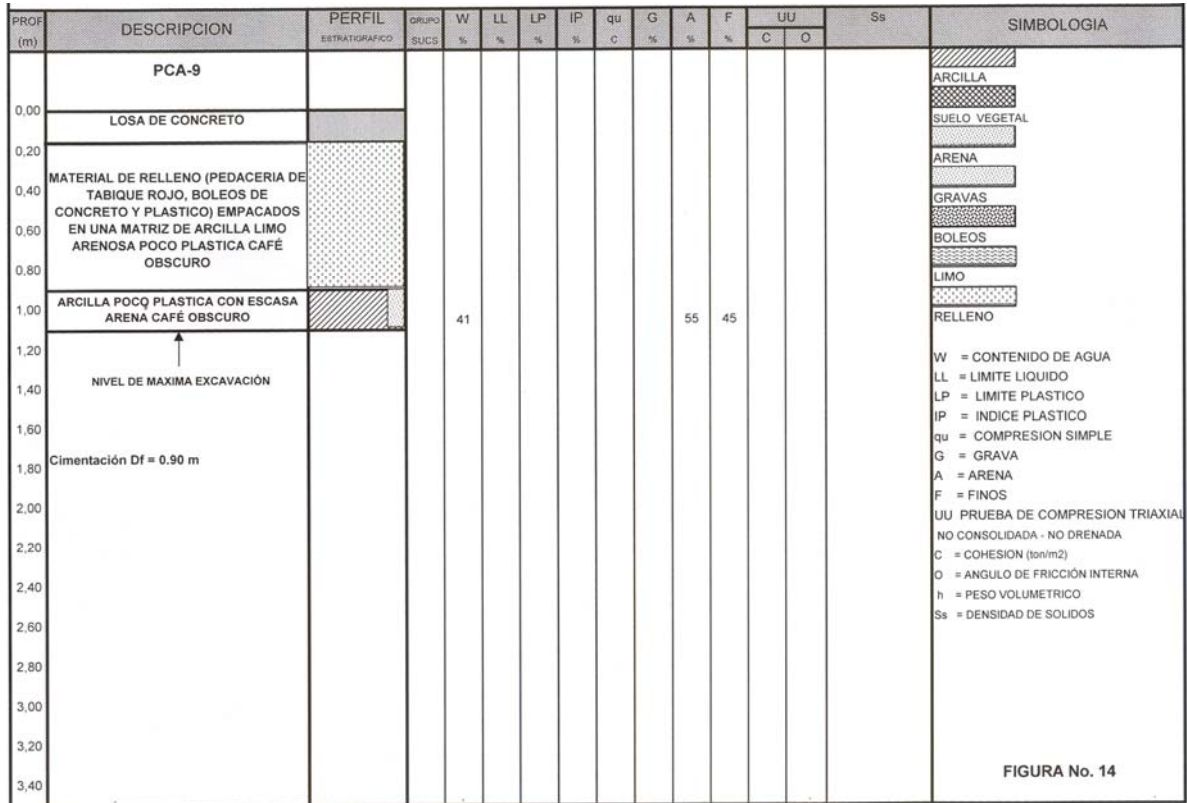 PROF (m)
DESCRIPCION
PERFIL ESTRATIGRAFICO
GRUPO SUCS
W %
LL %
LP %
IP %
qu C
G %
A %
F %
UU
C O
Ss
SIMBOLOGIA
PCA-9
0,00
LOSA DE CONCRETO
0,20
MATERIAL DE RELLENO (PEDACERIA DE
TABIQUE ROJO, BOLEOS DE
0,40
CONCRETO Y PLASTICO) EMPACADOS
0,60
EN UNA MATRIZ DE ARCILLA LIMO
ARENOSA POCO PLASTICA CAFÉ
OBSCURO
0,80
ARCILLA POCO PLASTICA CON ESCASA
1,00
ARENA CAFÉ OBSCURO
41 55 45
1,20
NIVEL DE MAXIMA EXCAVACIÓN
1,40
1,60
Cimentación Df = 0.90 m
1,80
2,00
2,20
2,40
2,60
2,80
3,00
3,20
3,40
ARCILLA
SUELO VEGETAL
ARENA
GRAVAS
BOLEOS
LIMO
RELLENO
W = CONTENIDO DE AGUA
LL = LIMITE LIQUIDO
LP = LIMITE PLASTICO
IP = INDICE PLASTICO
qu = COMPRESION SIMPLE
G = GRAVA
A = ARENA
F = FINOS
UU PRUEBA DE COMPRESION TRIAXIAL
NO CONSOLIDADA - NO DRENADA
C = COHESION (ton/m2)
O = ANGULO DE FRICCIÓN INTERNA
h = PESO VOLUMETRICO
Ss = DENSIDAD DE SOLIDOS
FIGURA No. 14